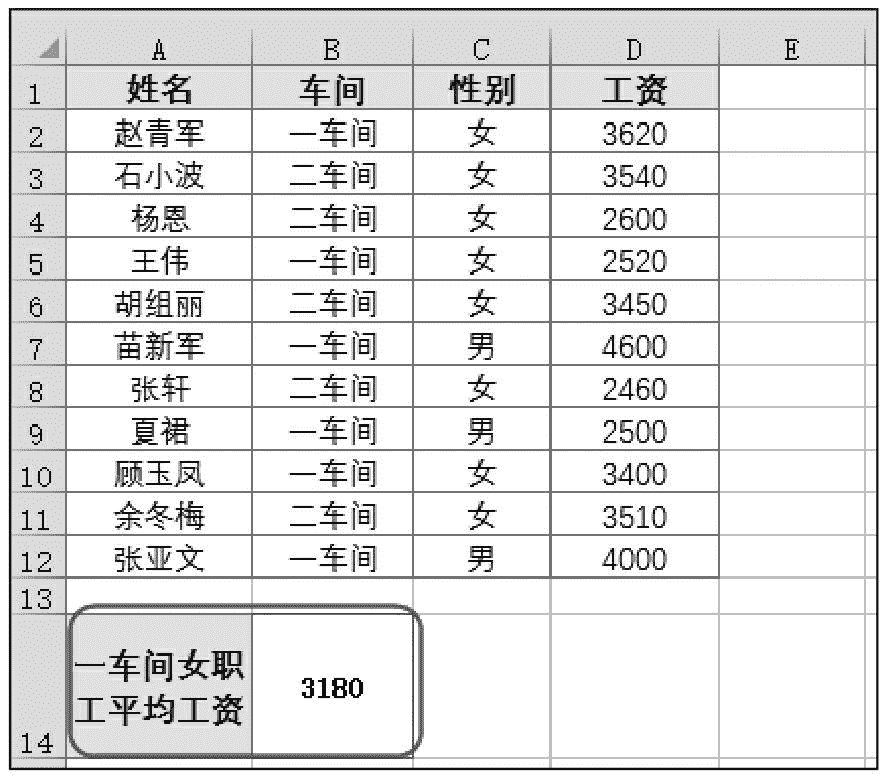 A B C D E
1 姓名 车间 性别 工资
2 赵青军 一车间 女 3620
3 石小波 二车间 女 3540
4 杨恩 二车间 女 2600
5 王伟 一车间 女 2520
6 胡组丽 二车间 女 3450
7 苗新军 一车间 男 4600
8 张轩 二车间 女 2460
9 夏裙 一车间 男 2500
10 顾玉凤 一车间 女 3400
11 余冬梅 二车间 女 3510
12 张亚文 一车间 男 4000
13
一车间女职
工平均工资 3180
14